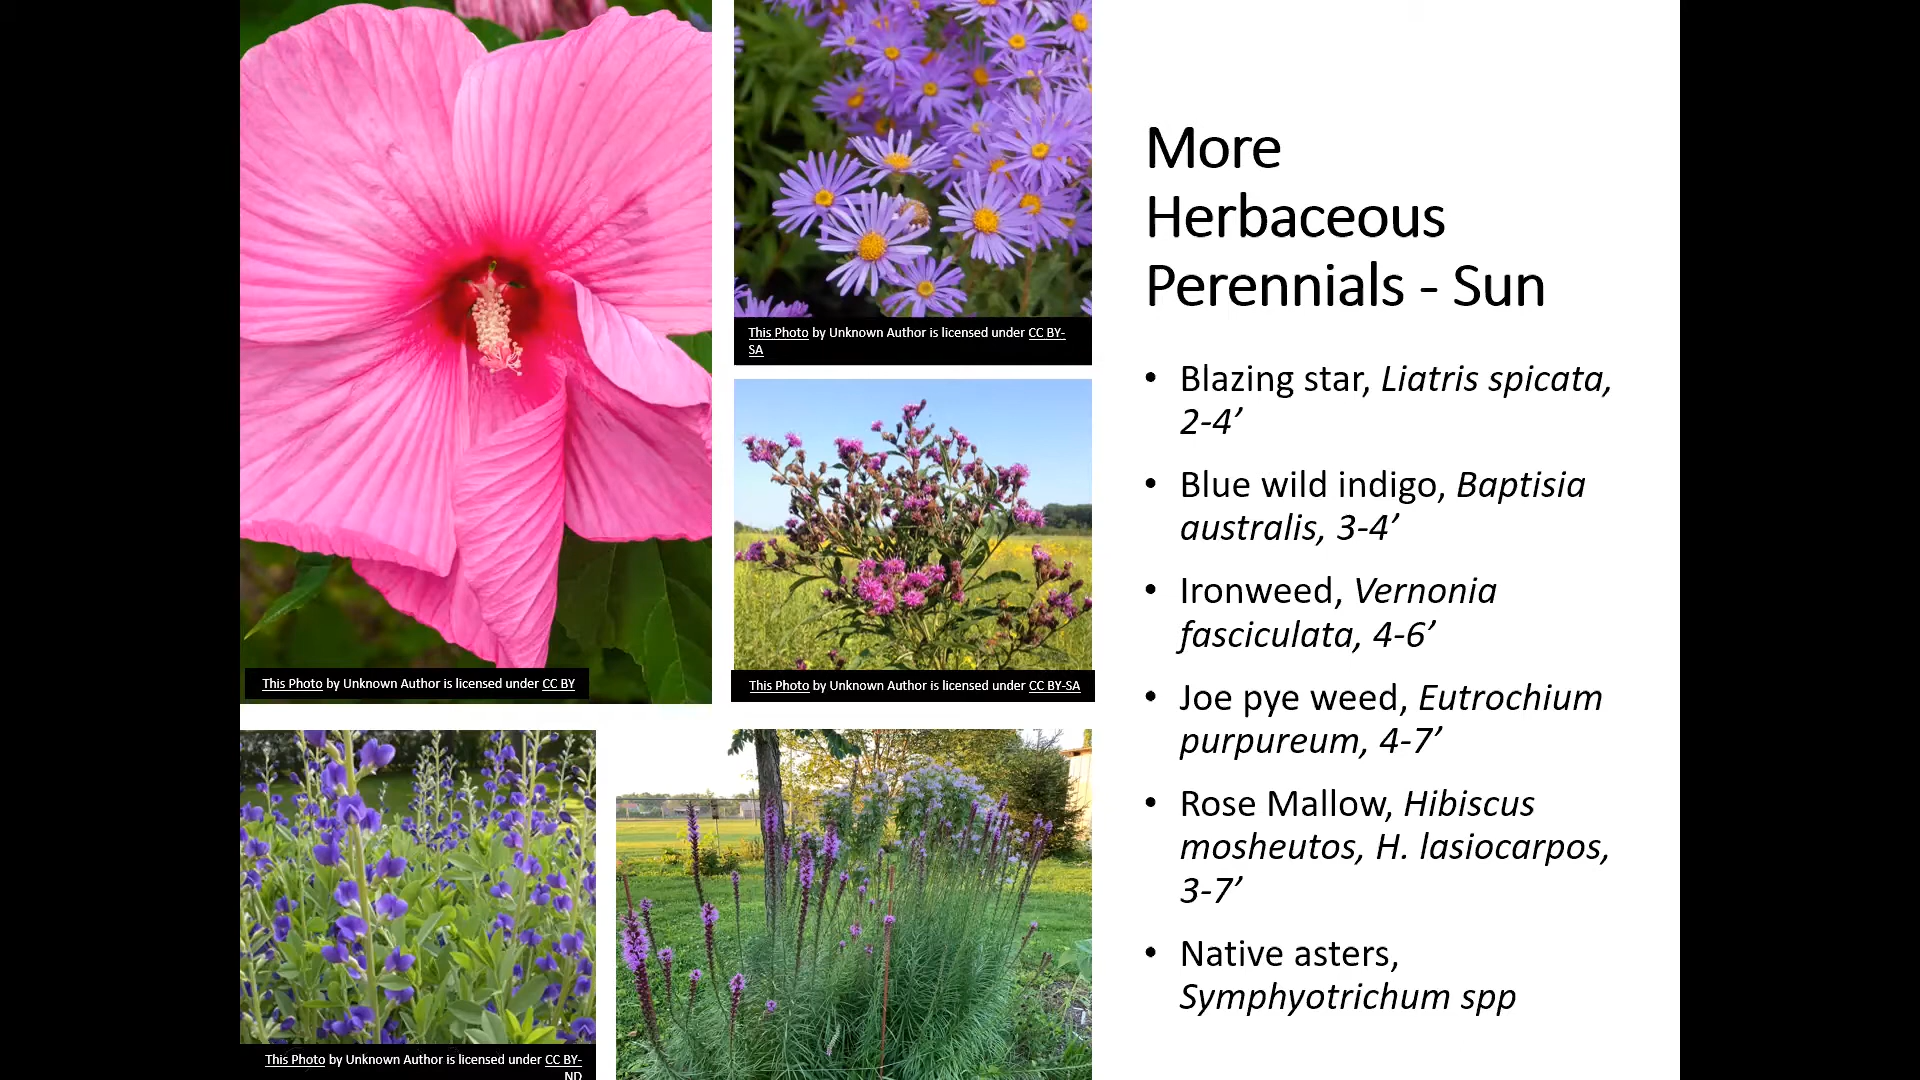 This Photo by Unknown Author is licensed under CC BY-
SA
This Photo by Unknown Author is licensed under CC BY
This Photo by Unknown Author is licensed under CC BY-SA
This Photo by Unknown Author is licensed under CC BY-
ND
More
Herbaceous
Perennials - Sun
• Blazing star, Liatris spicata,
2-4’
• Blue wild indigo, Baptisia
australis, 3-4’
• Ironweed, Vernonia
fasciculata, 4-6’
• Joe pye weed, Eutrochium
purpureum, 4-7’
• Rose Mallow, Hibiscus
mosheutos, H. lasiocarpos,
3-7’
• Native asters,
Symphyotrichum spp